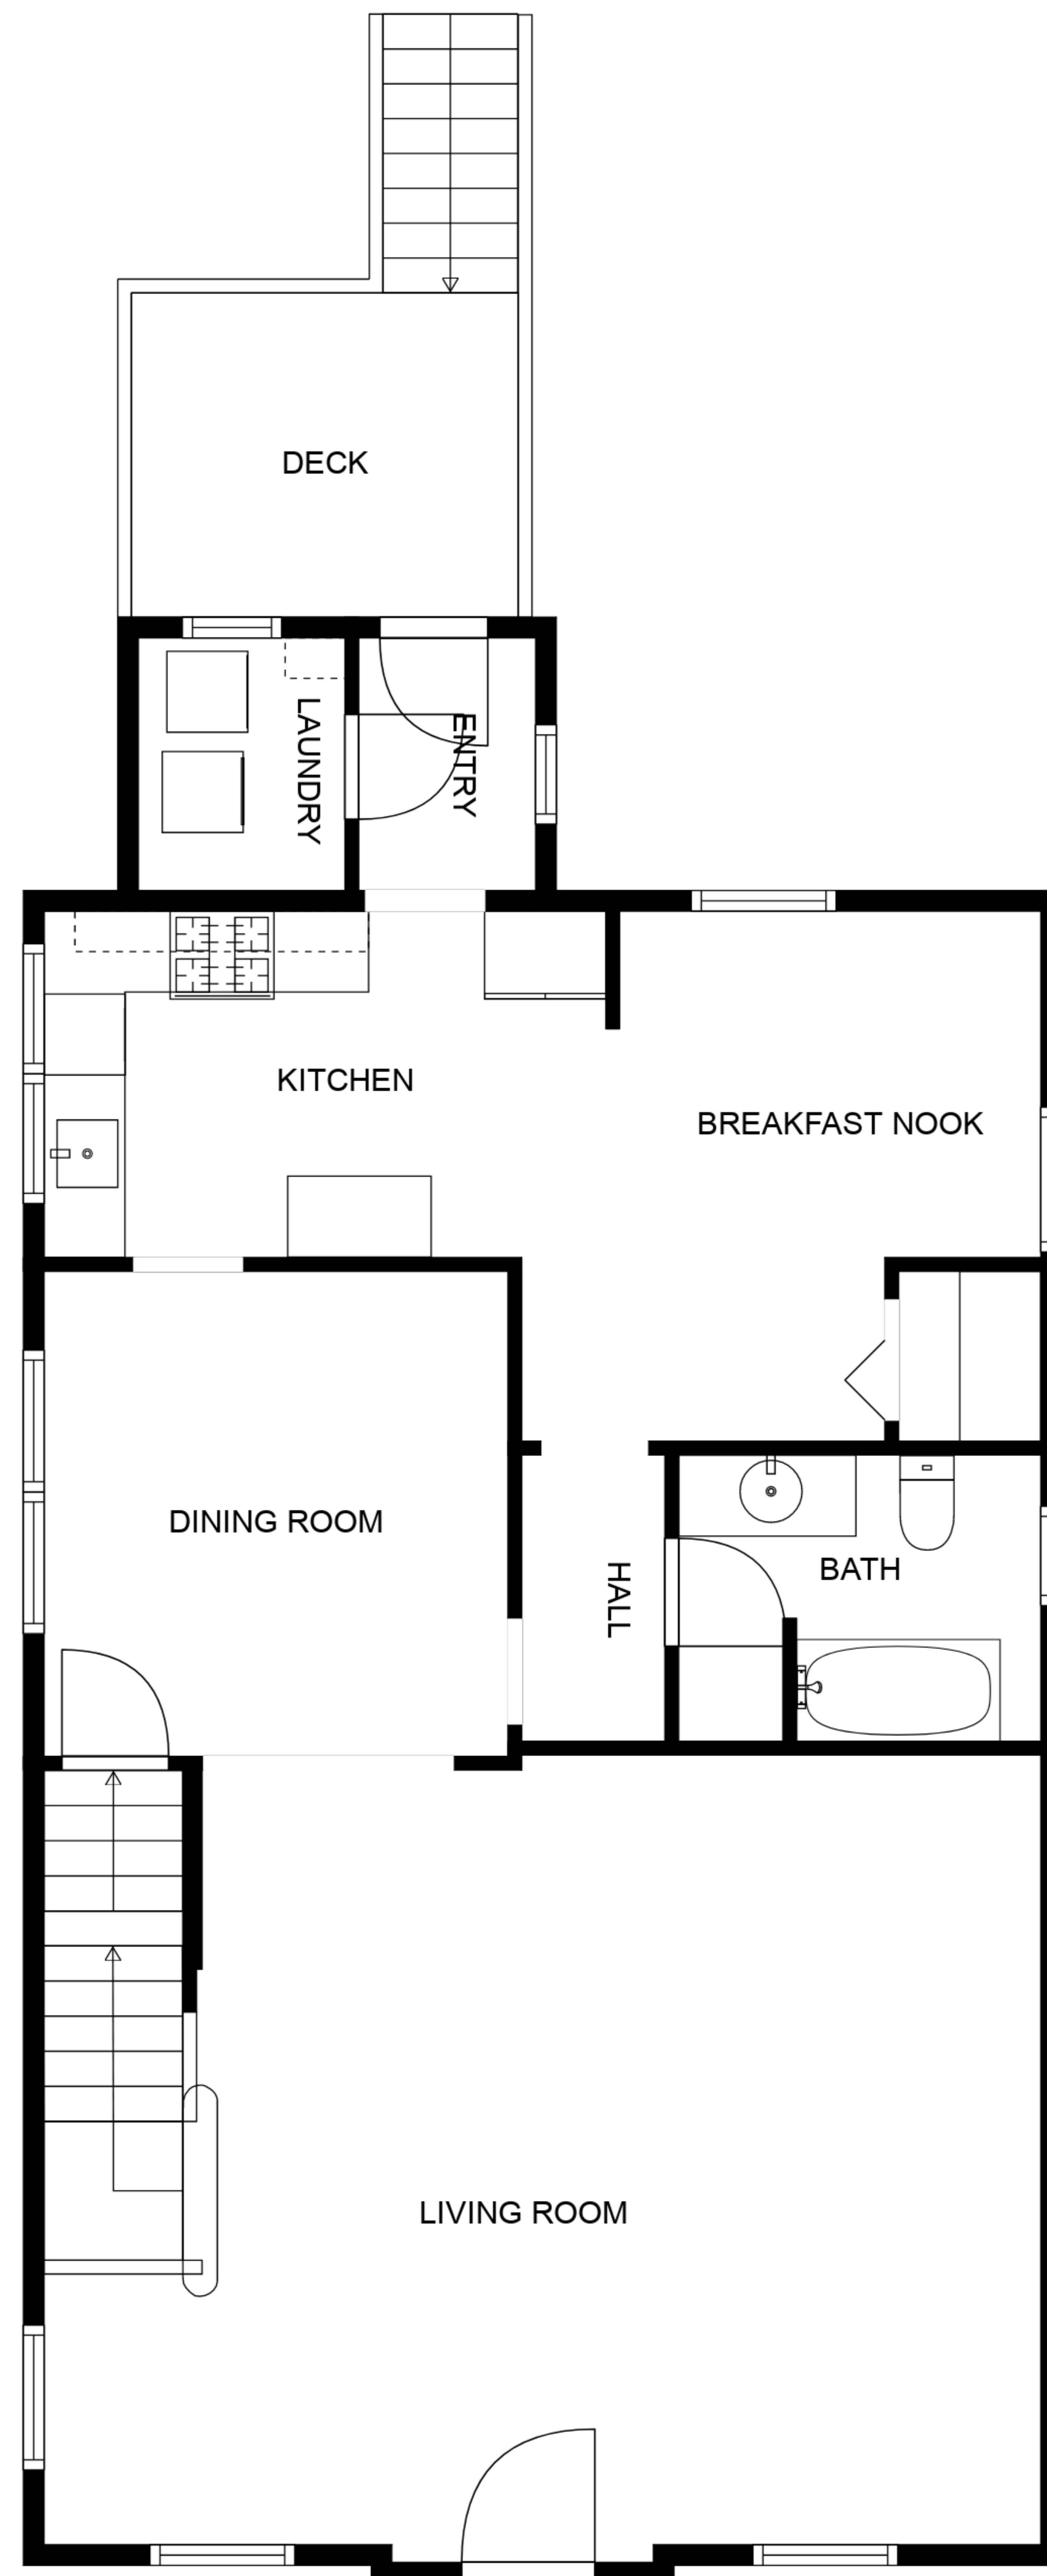 DECK
LAUNDRY
ENTRY
KITCHEN
BREAKFAST NOOK
DINING ROOM
HALL
BATH
LIVING ROOM